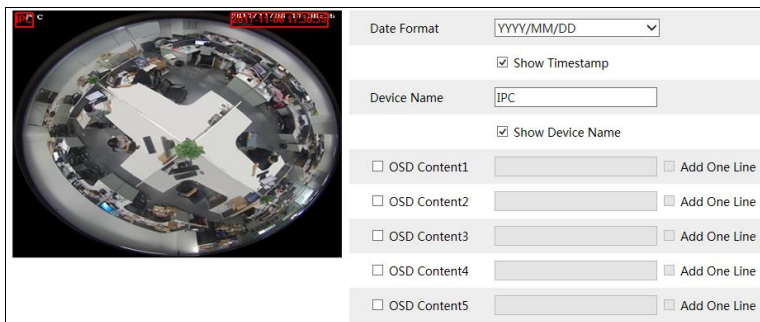 IPC
Date Format YYYY/MM/DD
Show Timestamp
Device Name IPC
Show Device Name
OSD Content1 Add One Line
OSD Content2 Add One Line
OSD Content3 Add One Line
OSD Content4 Add One Line
OSD Content5 Add One Line